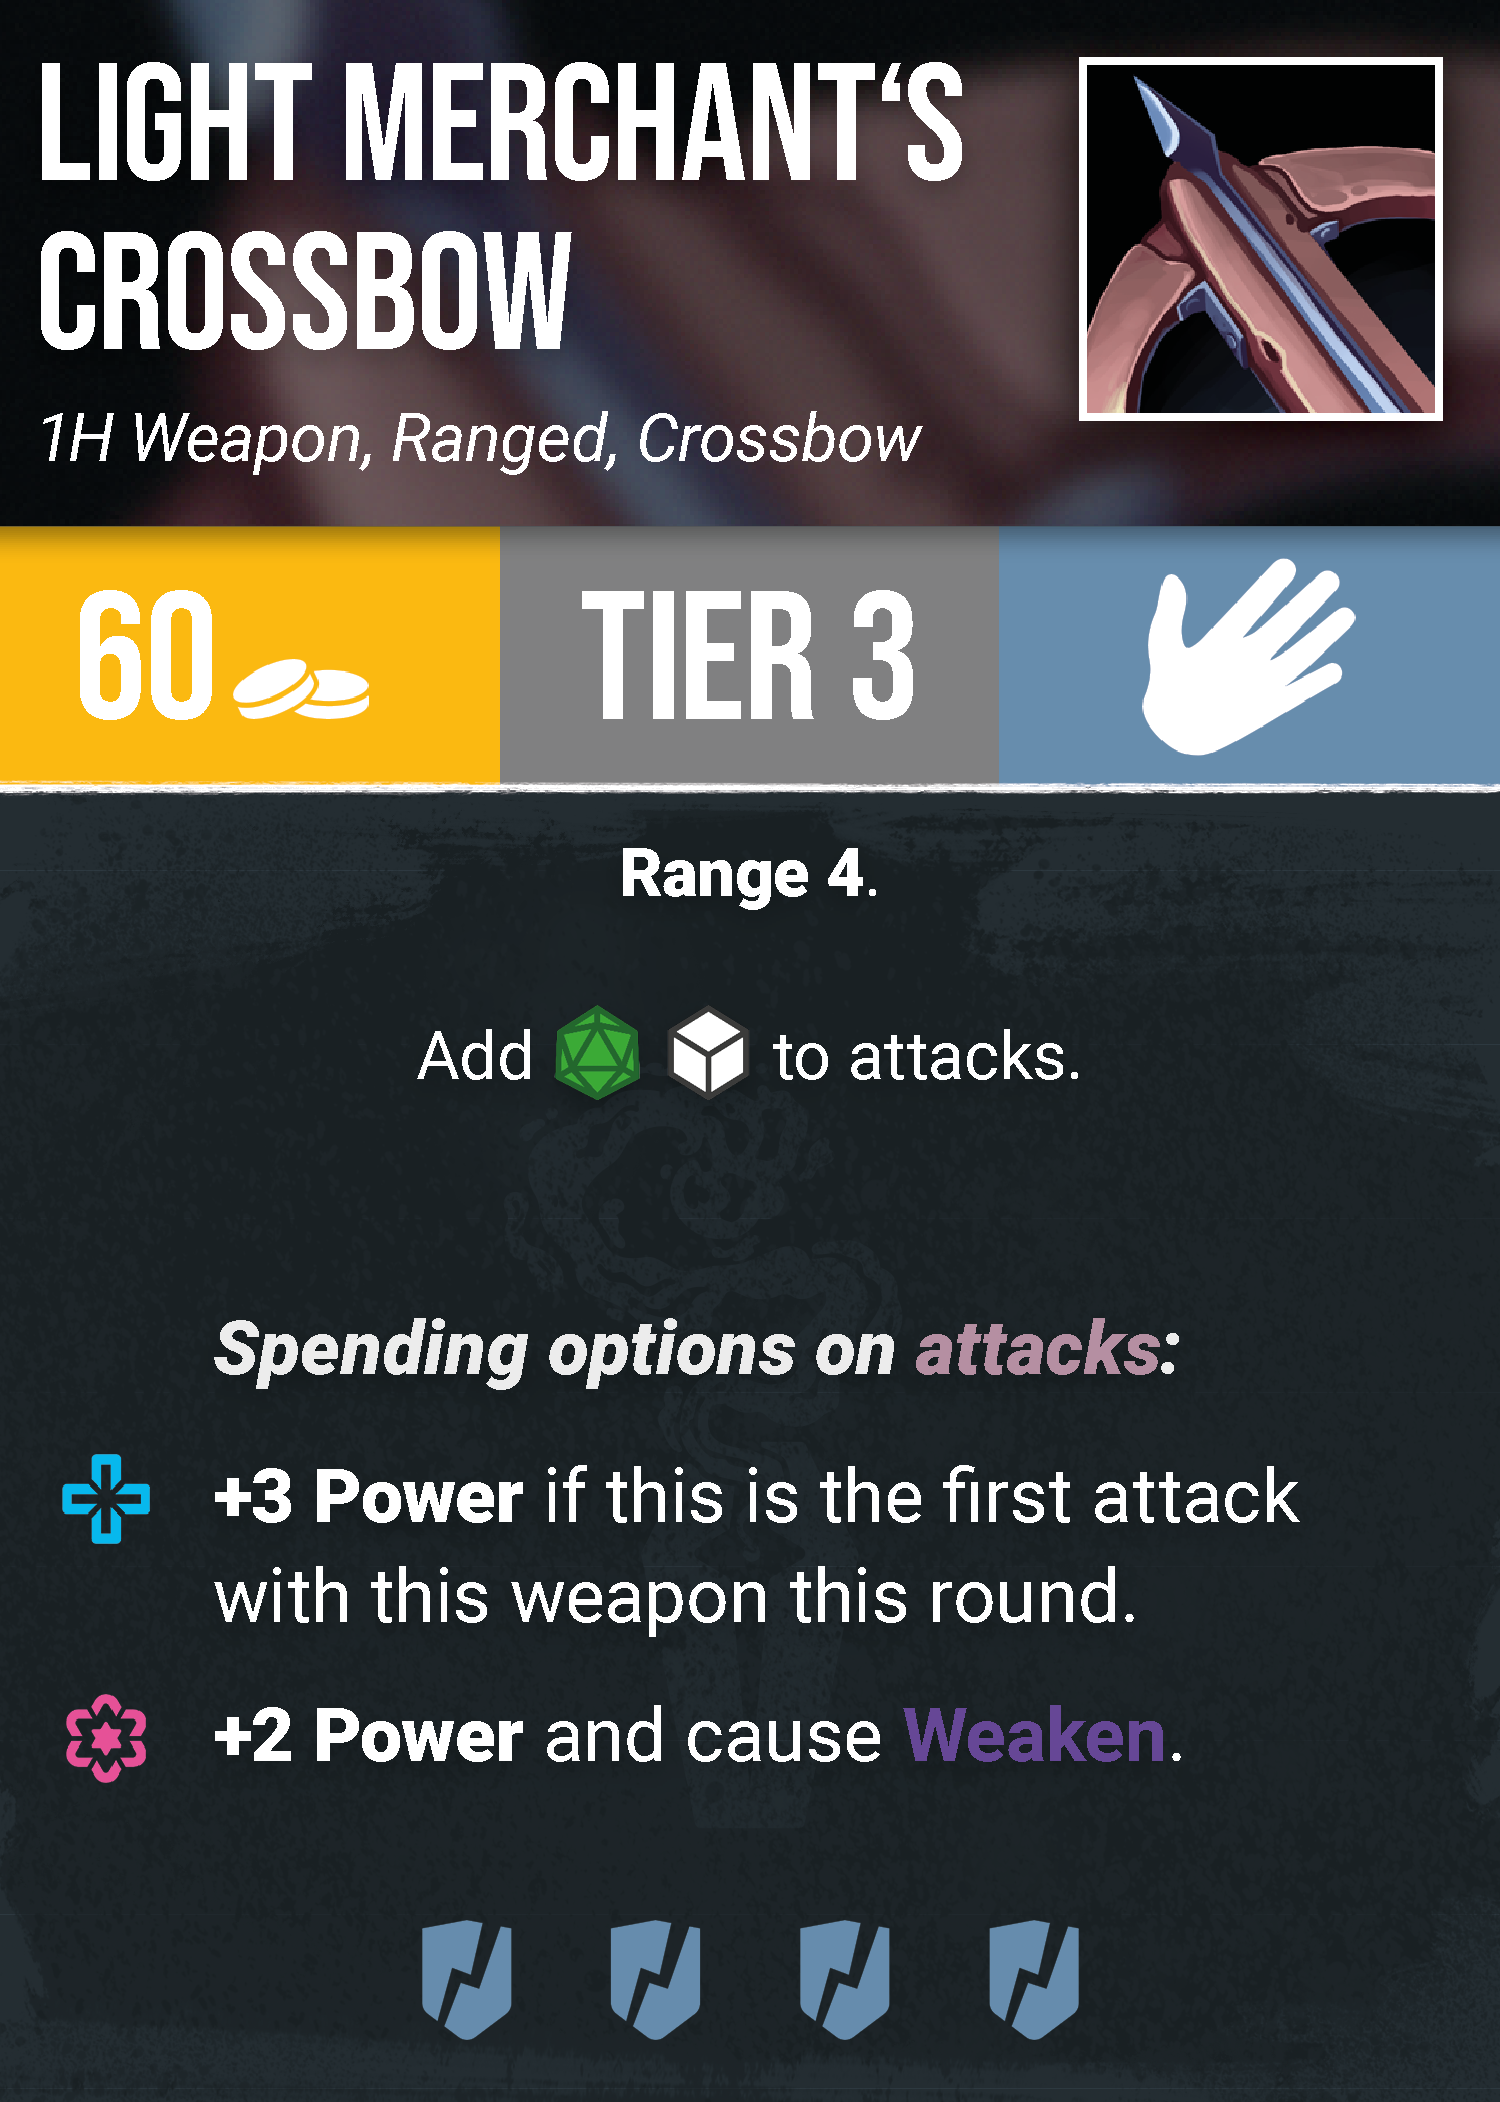 LIGHT MERCHANT‘S
CROSSBOW
1H Weapon, Ranged, Crossbow
60
TIER 3
Range 4.
Add to attacks.
Spending options on attacks:
+3 Power if this is the first attack
with this weapon this round.
+2 Power and cause Weaken.